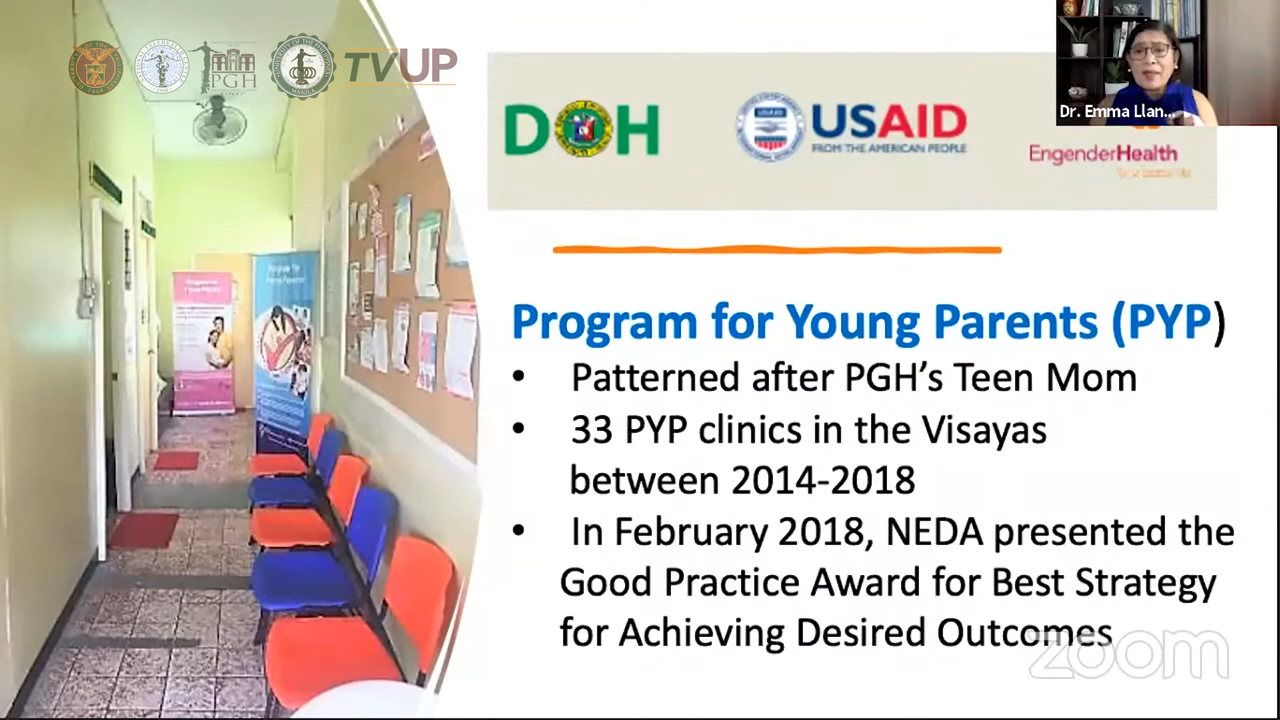 TVUP
PGH
DOH
USAID
FROM THE AMERICAN PEOPLE
EngenderHealth
Dr. Emma Llan...
Program for Young Parents (PYP)
• Patterned after PGH's Teen Mom
• 33 PYP clinics in the Visayas
between 2014-2018
• In February 2018, NEDA presented the
Good Practice Award for Best Strategy
for Achieving Desired Outcomes
zoom